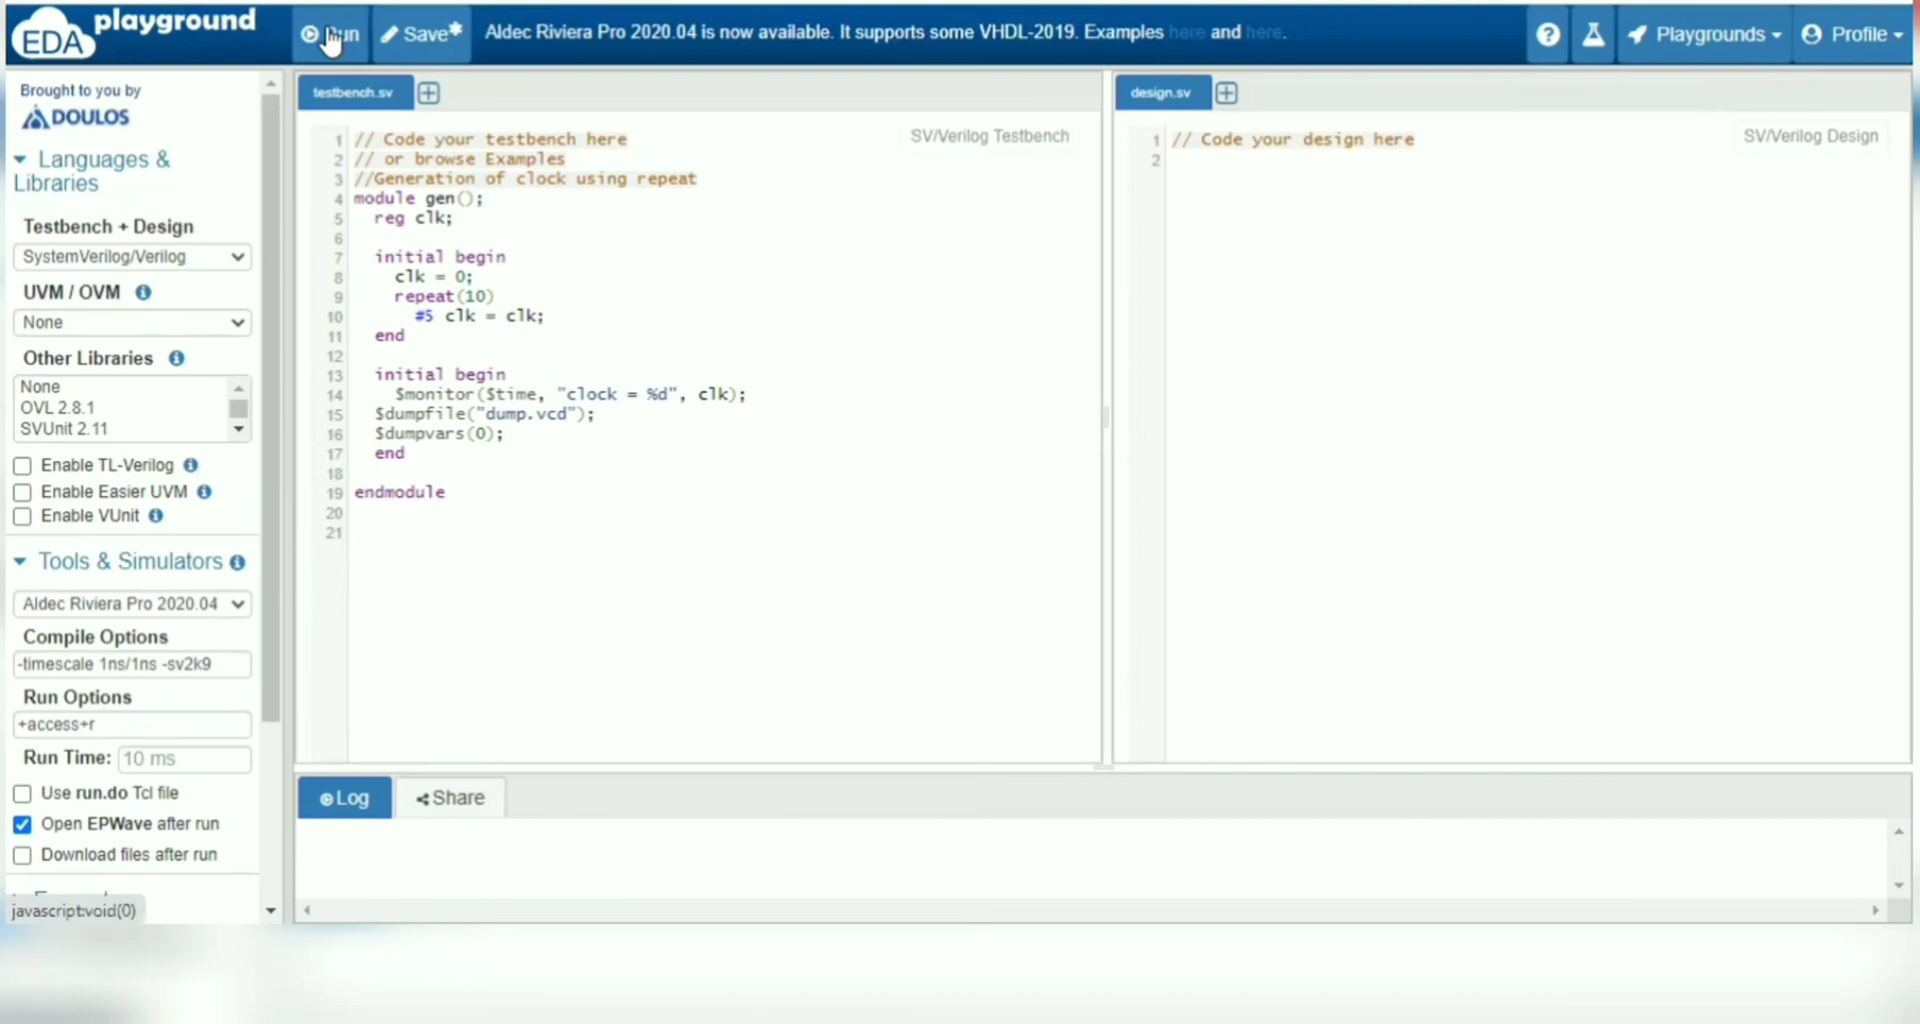 EDA playground
Run
Save*
Aldec Riviera Pro 2020.04 is now available. It supports some VHDL-2019. Examples here and here.
Playgrounds
Profile
Brought to you by
DOULOS
Languages &
Libraries
Testbench + Design
SystemVerilog/Verilog
UVM / OVM
None
Other Libraries
None
OVL 2.8.1
SVUnit 2.11
Enable TL-Verilog
Enable Easier UVM
Enable VUnit
Tools & Simulators
Aldec Riviera Pro 2020.04
Compile Options
-timescale 1ns/1ns -sv2k9
Run Options
+access+r
Run Time: 10 ms
Use run.do Tcl file
Open EPWave after run
Download files after run
javascript:void(0)
testbench.sv
SV/Verilog Testbench
1 // Code your testbench here
2 // or browse Examples
3 //Generation of clock using repeat
4 module gen();
5 reg clk;
6
7 initial begin
8 clk = 0;
9 repeat(10)
10 #5 clk = clk;
11 end
12
13 initial begin
14 $monitor($time, "clock = %d", clk);
15 $dumpfile("dump.vcd");
16 $dumpvars(0);
17 end
18
19 endmodule
20
21
design.sv
SV/Verilog Design
1 // Code your design here
2
Log
Share